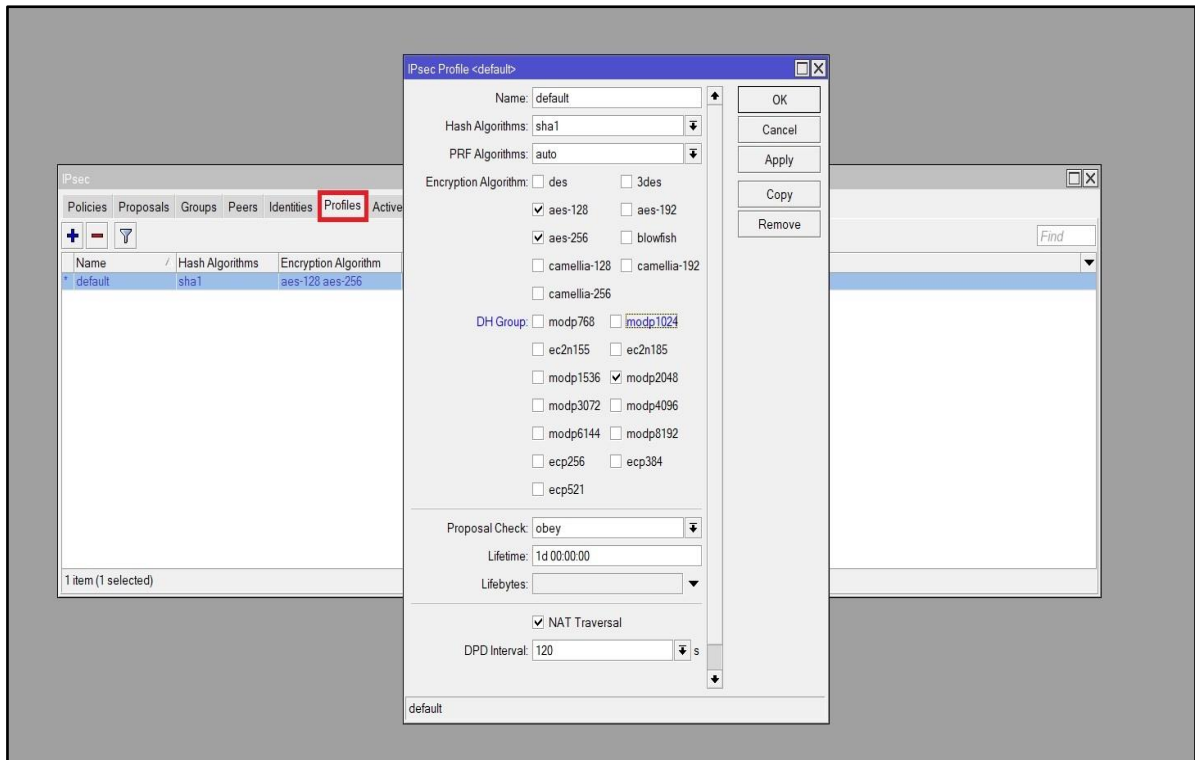 IPsec Profile <default>
Name: default
OK
Hash Algorithms: sha1
Cancel
PRF Algorithms: auto
Apply
Encryption Algorithm: des 3des
Copy
aes-128 aes-192
Remove
aes-256 blowfish
camellia-128 camellia-192
camellia-256
DH Group: modp768 modp1024
ec2n155 ec2n185
modp1536 modp2048
modp3072 modp4096
modp6144 modp8192
ecp256 ecp384
ecp521
Proposal Check: obey
Lifetime: 1d 00:00:00
Lifebytes:
NAT Traversal
DPD Interval: 120 s
default
IPsec
Policies Proposals Groups Peers Identities Profiles Active
Find
Name / Hash Algorithms Encryption Algorithm
* default sha1 aes-128 aes-256
1 item (1 selected)